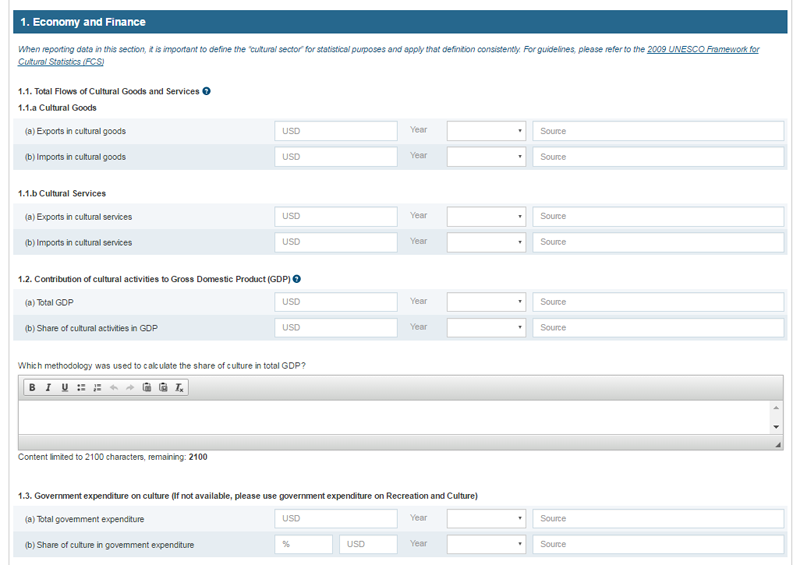 1. Economy and Finance
When reporting data in this section, it is important to define the "cultural sector' for statistical purposes and apply that definition consistently. For guidelines, please refer to the 2009 UNESCO Framework for
Cultural Statistics (FCS)
1.1. Total Flows of Cultural Goods and Services ?
1.1.a Cultural Goods
(a) Exports in cultural goods USD Year Source
(b) Imports in cultural goods USD Year Source
1.1.b Cultural Services
(a) Exports in cultural services USD Year Source
(b) Imports in cultural services USD Year Source
1.2. Contribution of cultural activities to Gross Domestic Product (GDP) ?
(a) Total GDP USD Year Source
(b) Share of cultural activities in GDP USD Year Source
Which methodology was used to calculate the share of culture in total GDP?
B I U
Content limited to 2100 characters, remaining: 2100
1.3. Government expenditure on culture (If not available, please use government expenditure on Recreation and Culture)
(a) Total government expenditure USD Year Source
(b) Share of culture in government expenditure % USD Year Source